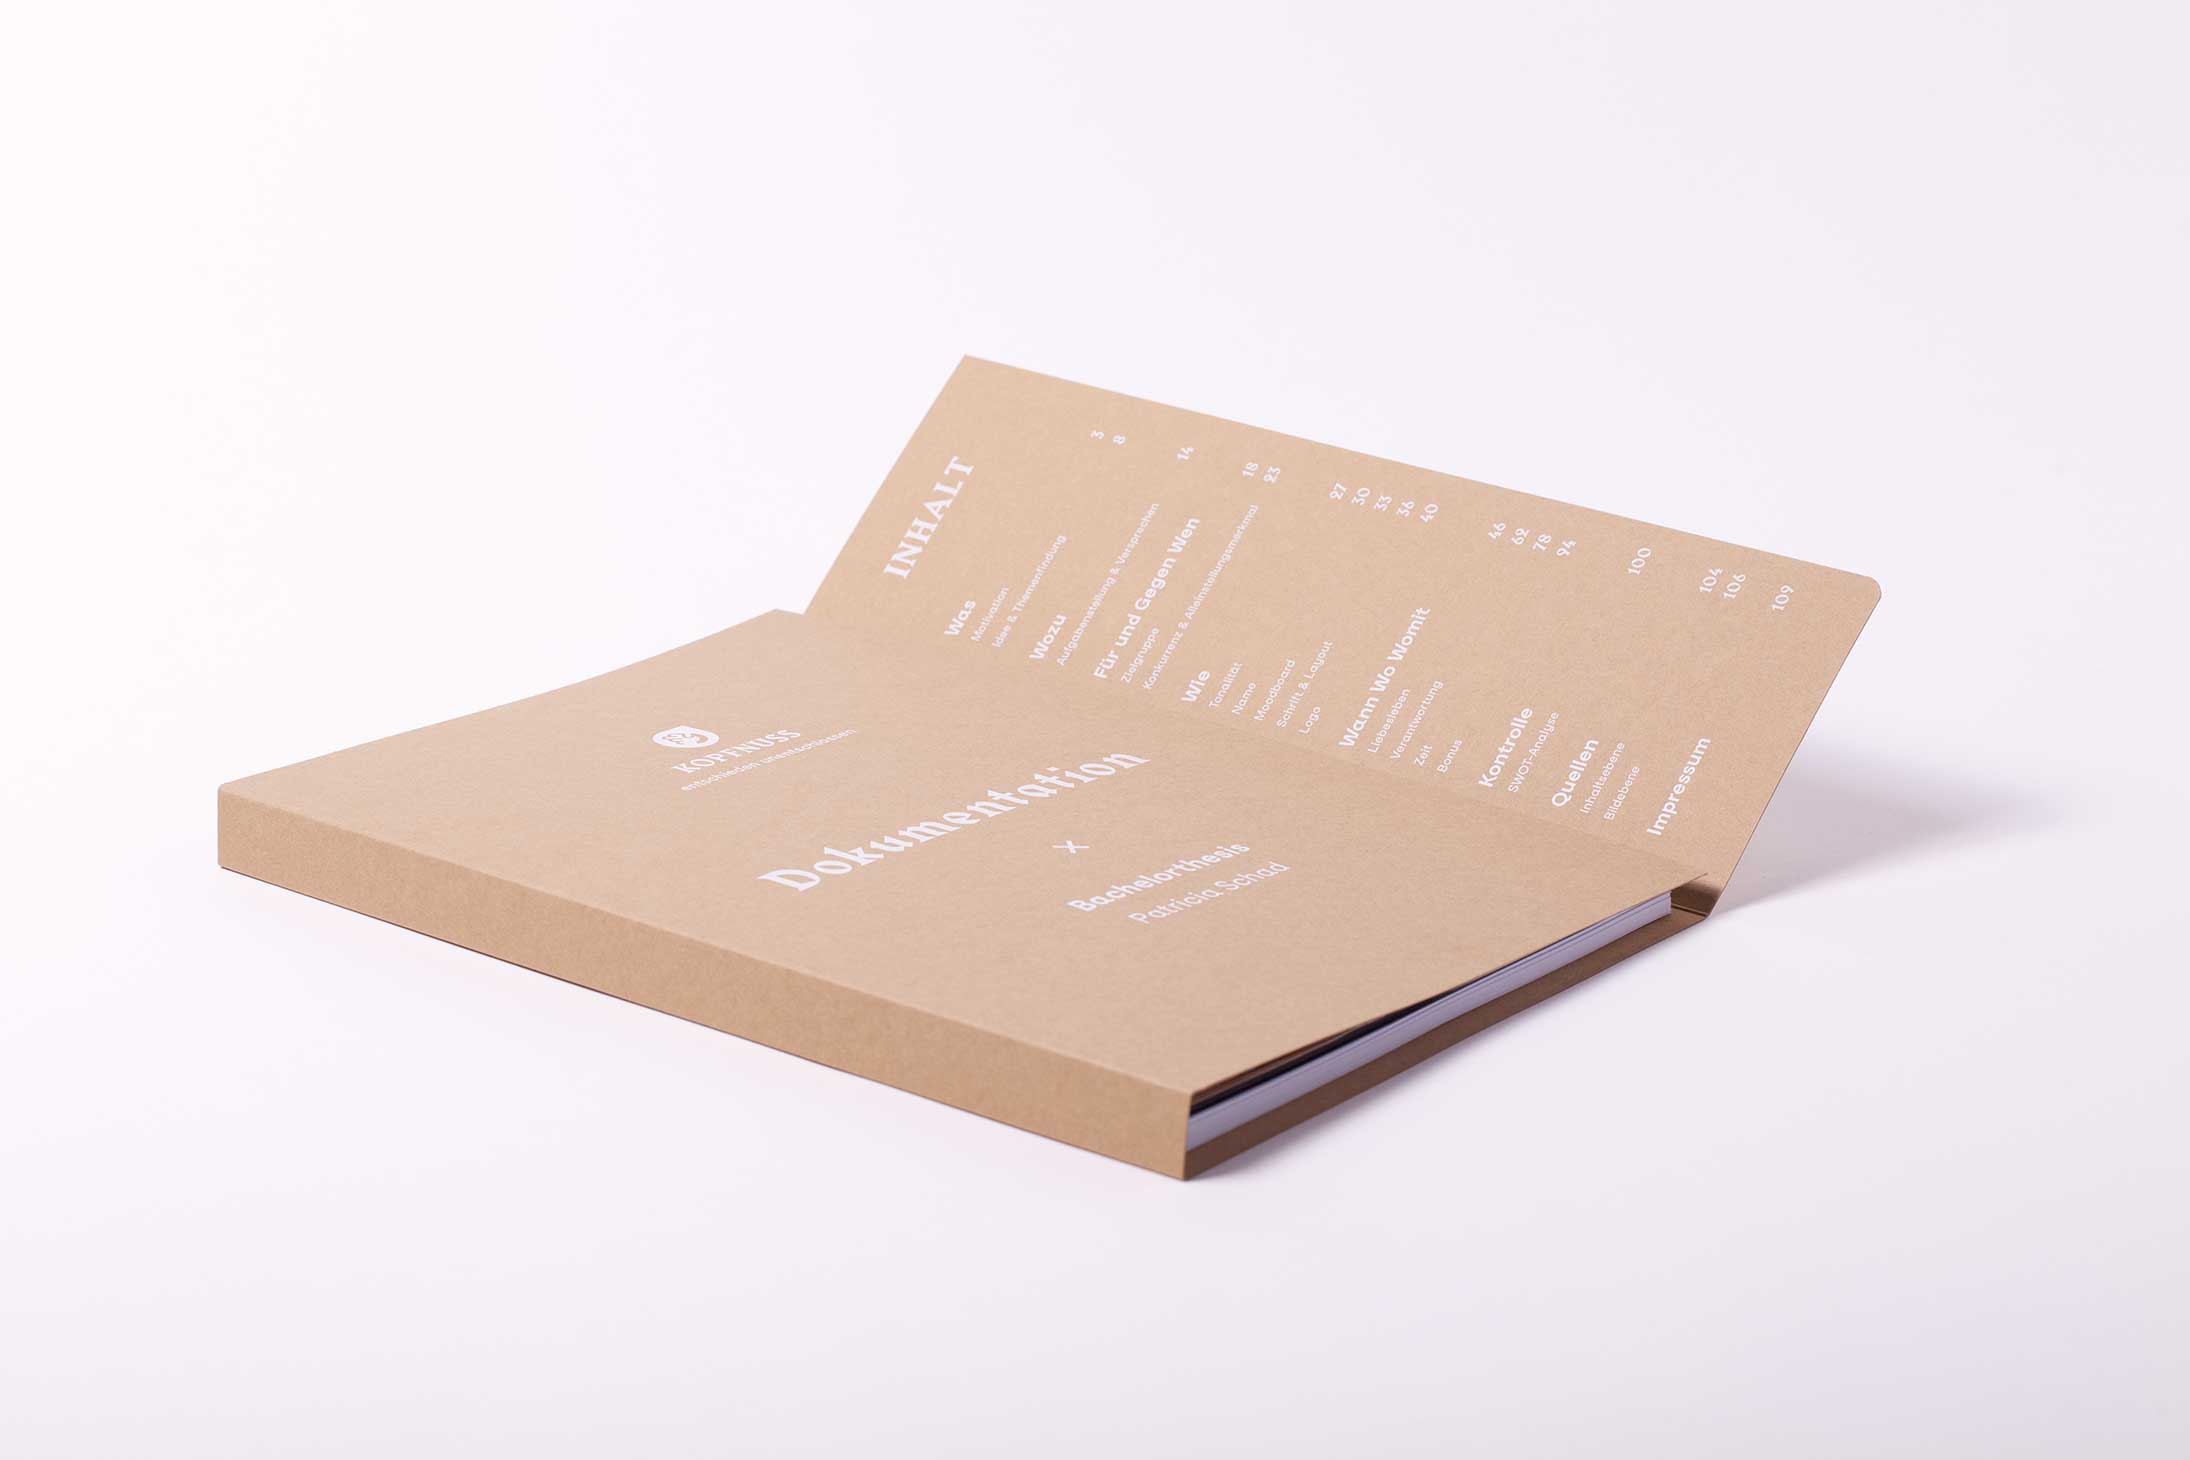 KOPFNUSS
entschieden unentschlossen
Dokumentation
x
Bachelorthesis
Patricia Schad
INHALT
Was
Motivation 3
Idee & Themenfindung 8
Wozu
Aufgabenstellung & Versprechen 14
Für und Gegen Wen
Zielgruppe 18
Konkurrenz & Alleinstellungsmerkmal 23
Wie
Tonalität 27
Name 30
Moodboard 33
Schrift & Layout 36
Logo 40
Wann Wo Womit
Liebesleben 46
Verantwortung 62
Zeit 78
Bonus 94
Kontrolle
SWOT-Analyse 100
Quellen
Inhaltsebene 104
Bildebene 106
Impressum 109